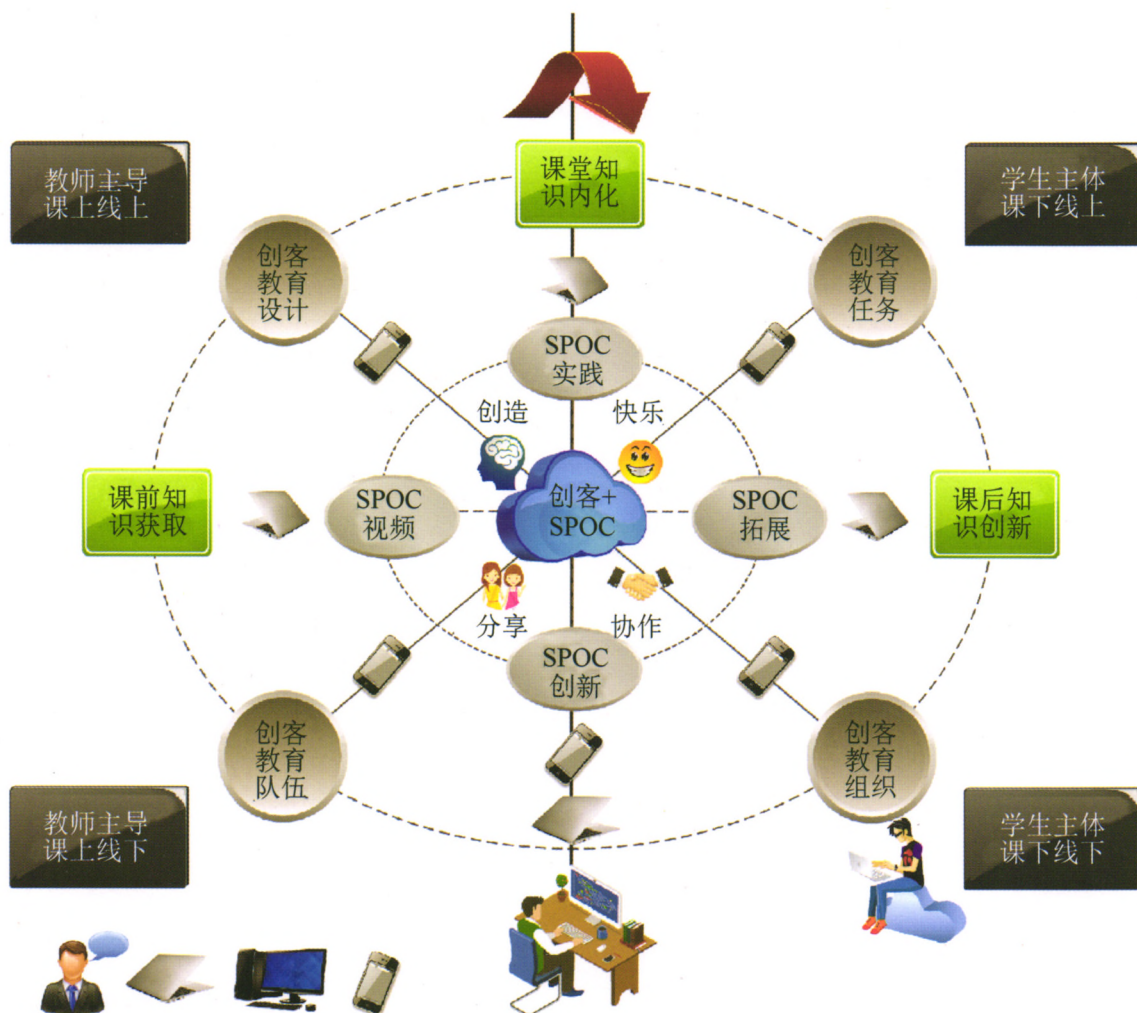 课堂知
识内化
教师主导
课上线上
学生主体
课下线上
创客
教育
设计
创客
教育
任务
SPOC
实践
创造
快乐
课前知
识获取
SPOC
视频
创客+
SPOC
SPOC
拓展
课后知
识创新
分享
协作
SPOC
创新
创客
教育
队伍
创客
教育
组织
教师主导
课上线下
学生主体
课下线下